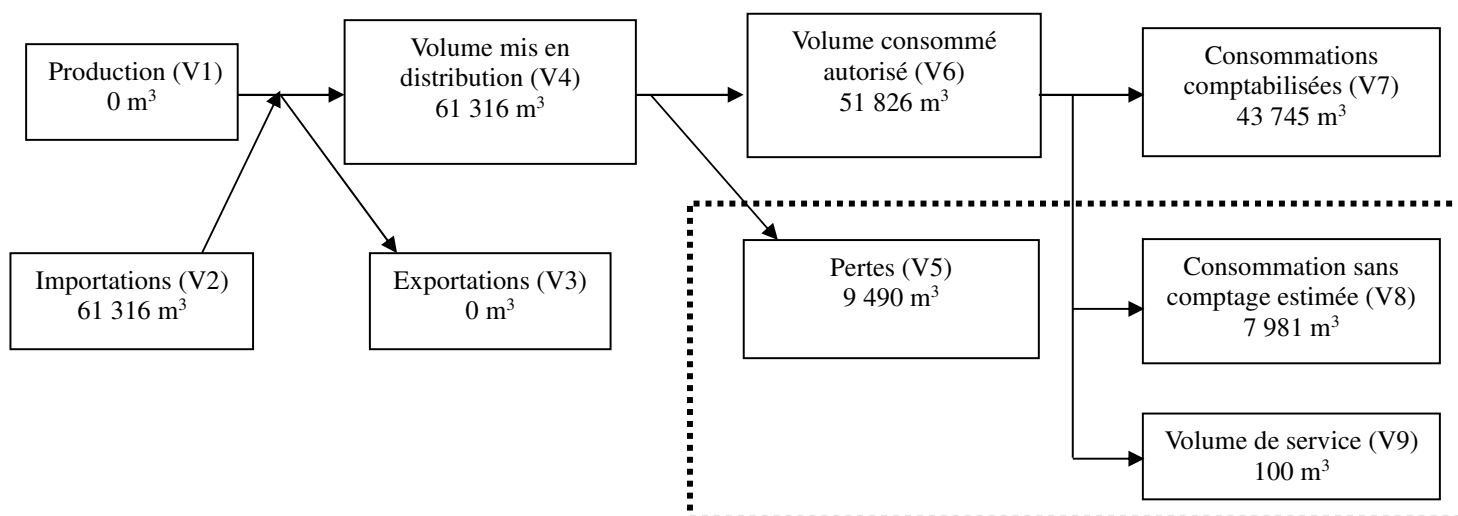 Production (V1)
0 m³
Volume mis en
distribution (V4)
61 316 m³
Volume consommé
autorisé (V6)
51 826 m³
Consommations
comptabilisées (V7)
43 745 m³
Importations (V2)
61 316 m³
Exportations (V3)
0 m³
Pertes (V5)
9 490 m³
Consommation sans
comptage estimée (V8)
7 981 m³
Volume de service (V9)
100 m³